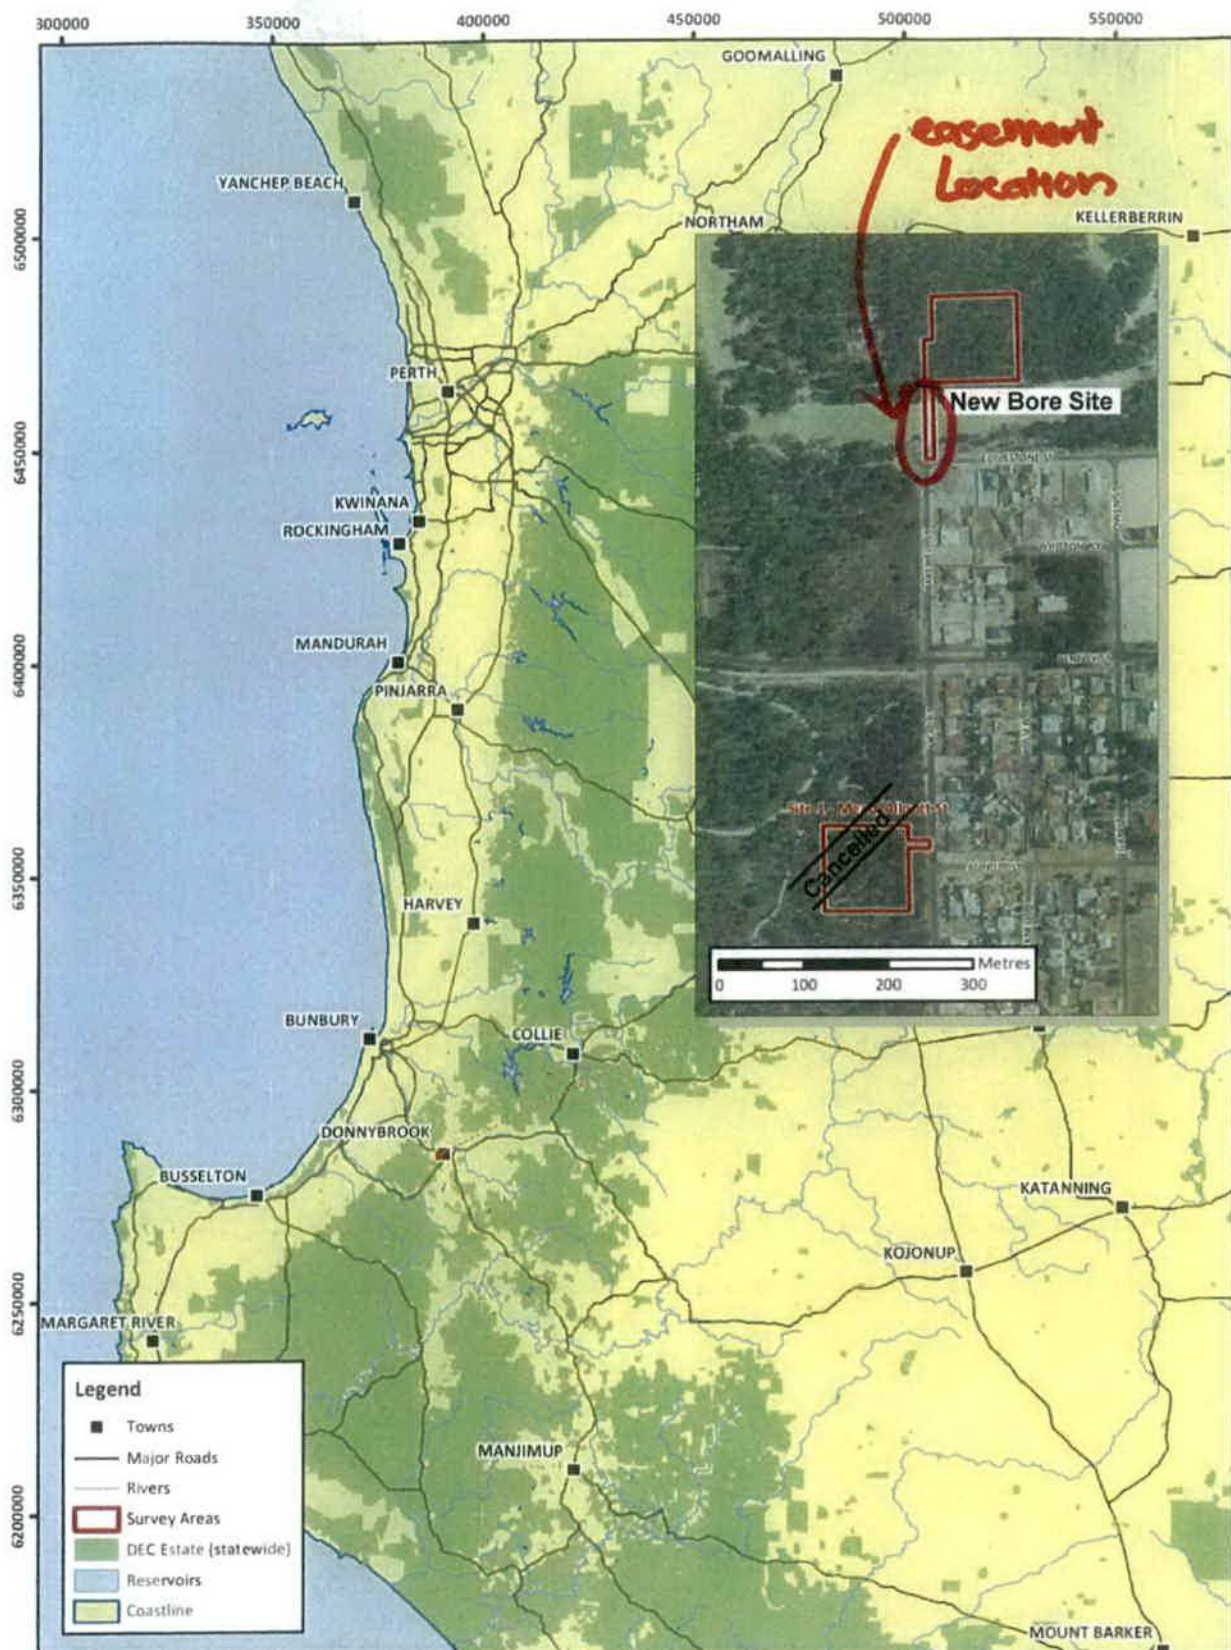 300000
350000
400000
450000
500000
550000
GOOMALLING
easement
Location
YANCHEP BEACH
NORTHAM
KELLERBERRIN
6500000
PERTH
New Bore Site
6450000
KWINANA
ROCKINGHAM
6400000
MANDURAH
PINJARRA
Site 1 -
Cancelled
6350000
HARVEY
Metres
0
100
200
300
BUNBURY
COLLIE
6300000
DONNYBROOK
BUSSELTON
KATANNING
KOJONUP
6250000
MARGARET RIVER
Legend
Towns
Major Roads
Rivers
Survey Areas
DEC Estate (statewide)
Reservoirs
Coastline
MANJIMUP
6200000
MOUNT BARKER